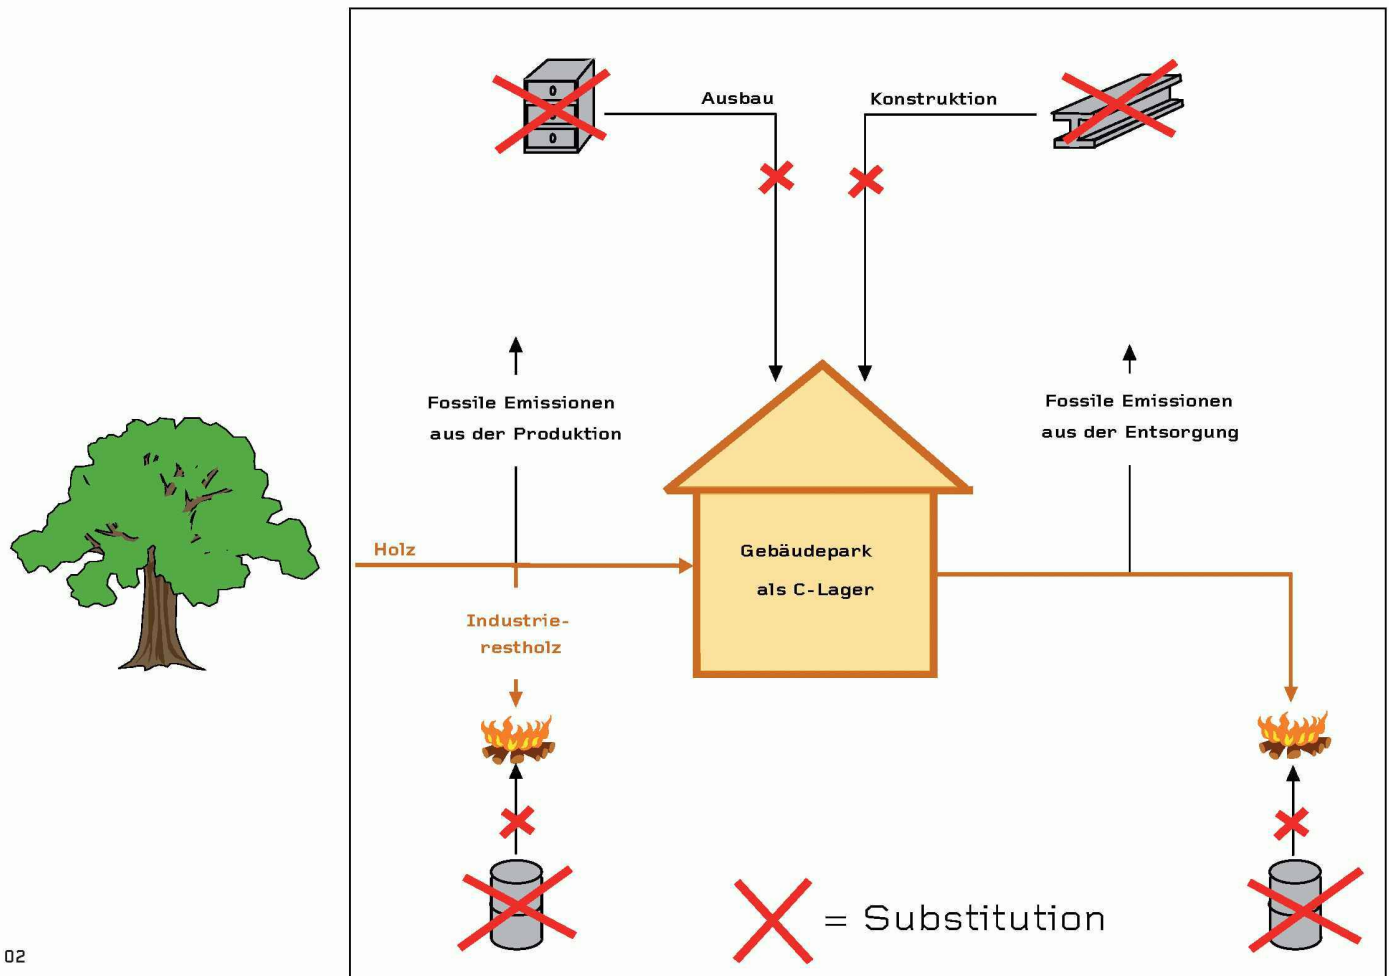 Ausbau
Konstruktion
Fossile Emissionen
aus der Produktion
Fossile Emissionen
aus der Entsorgung
Holz
Gebäudepark
als C-Lager
Industrie-
restholz
= Substitution
02